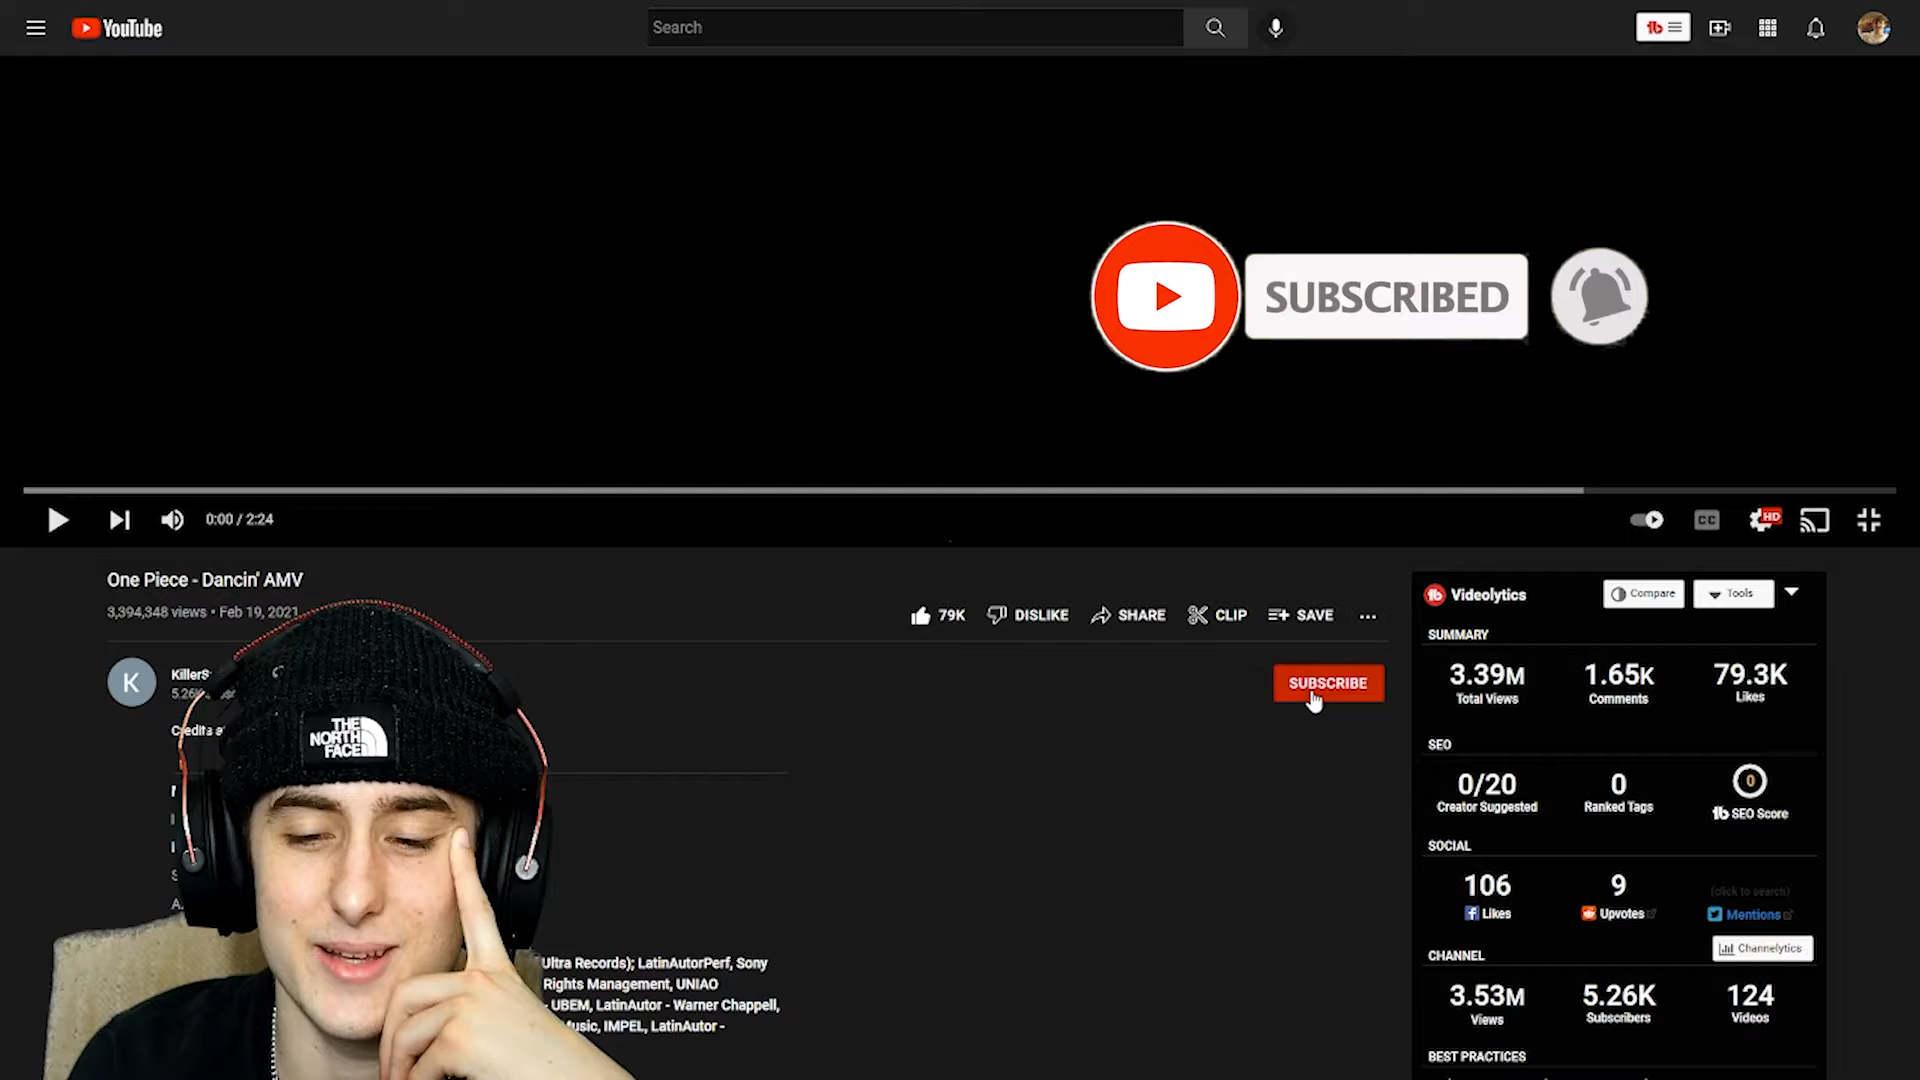 YouTube
Search
SUBSCRIBED
0:00 / 2:24
CC
HD
One Piece - Dancin' AMV
3,394,348 views • Feb 19, 2021
79K
DISLIKE
SHARE
CLIP
SAVE
K
SUBSCRIBE
THE
NORTH
FACE
Ultra Records); LatinAutorPerf, Sony
Rights Management, UNIAO
- UBEM, LatinAutor - Warner Chappell,
IMPEL, LatinAutor -
Videolytics
Compare
Tools
SUMMARY
3.39M
Total Views
1.65K
Comments
79.3K
Likes
SEO
0/20
Creator Suggested
0
Ranked Tags
0
SEO Score
SOCIAL
106
Likes
9
Upvotes
(click to search)
Mentions
Channelytics
CHANNEL
3.53M
Views
5.26K
Subscribers
124
Videos
BEST PRACTICES